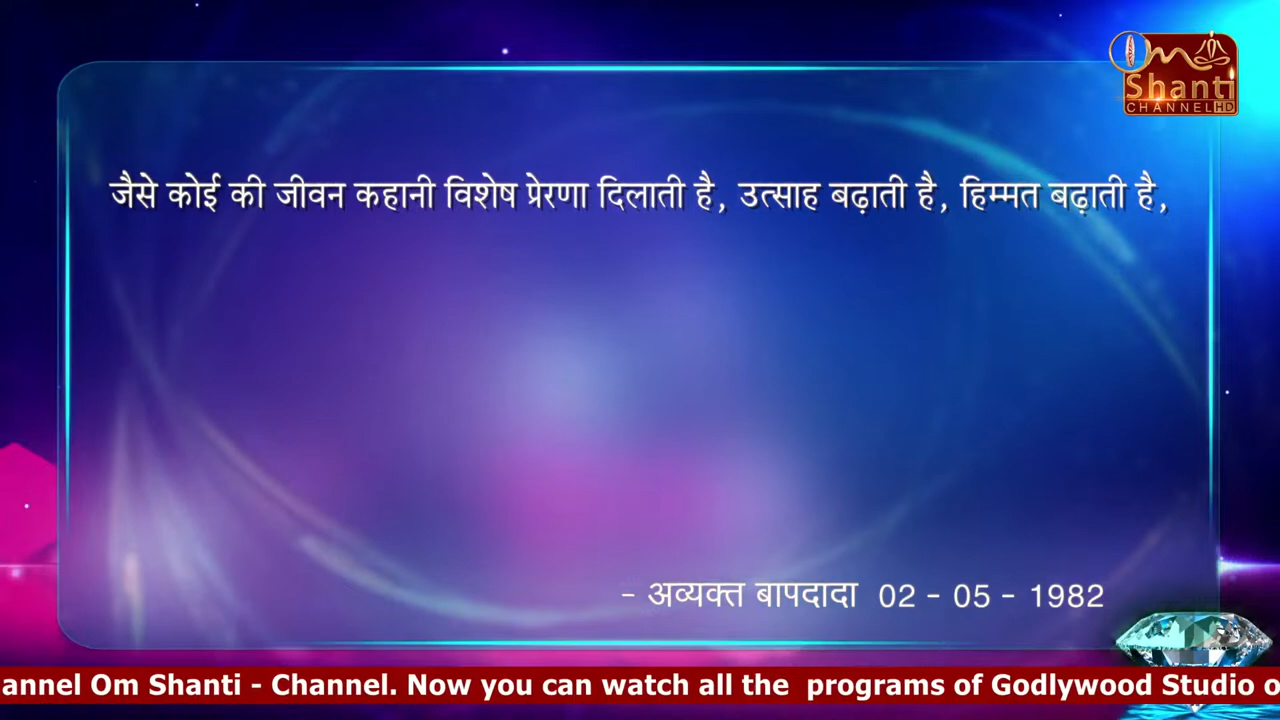 Om
Shanti
CHANNEL HD
जैसे कोई की जीवन कहानी विशेष प्रेरणा दिलाती है, उत्साह बढ़ाती है, हिम्मत बढ़ाती है,
- अव्यक्त बापदादा 02 - 05 - 1982
annel Om Shanti - Channel. Now you can watch all the programs of Godlywood Studio o